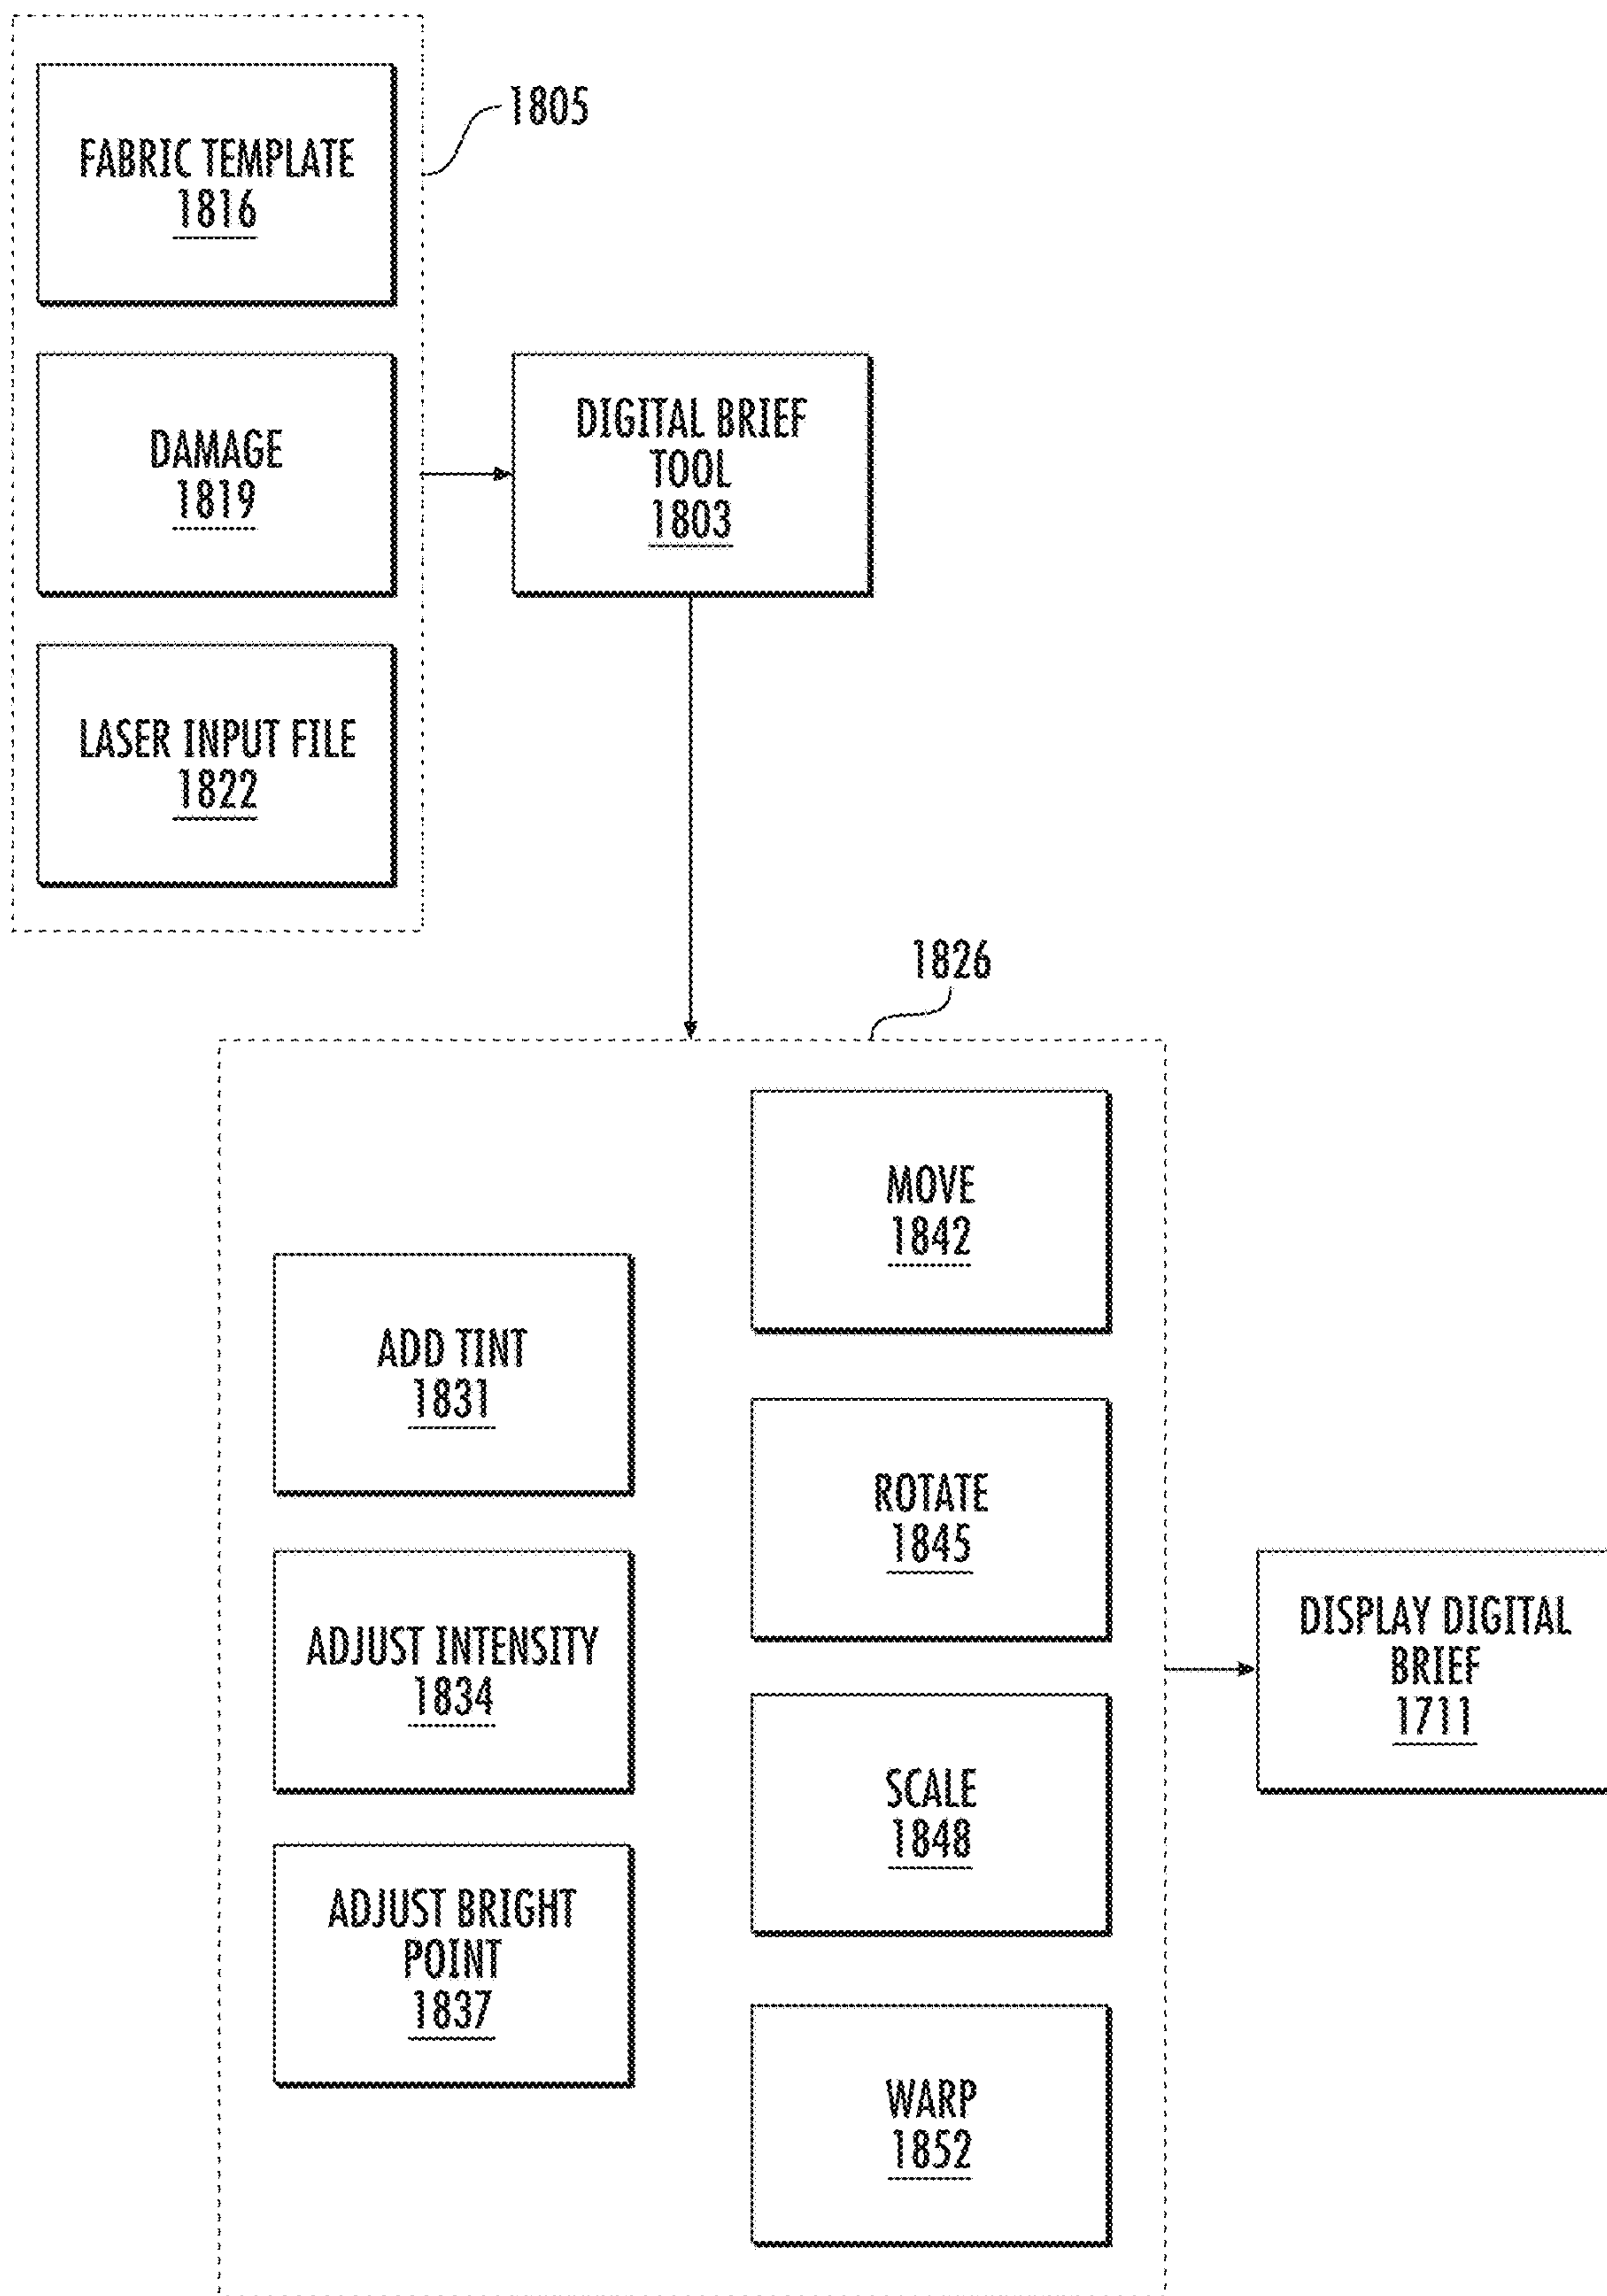 FABRIC TEMPLATE
1816
1805
DAMAGE
1819
DIGITAL BRIEF
TOOL
1803
LASER INPUT FILE
1822
1826
MOVE
1842
ADD TINT
1831
ROTATE
1845
ADJUST INTENSITY
1834
DISPLAY DIGITAL
BRIEF
1711
SCALE
1848
ADJUST BRIGHT
POINT
1837
WARP
1852